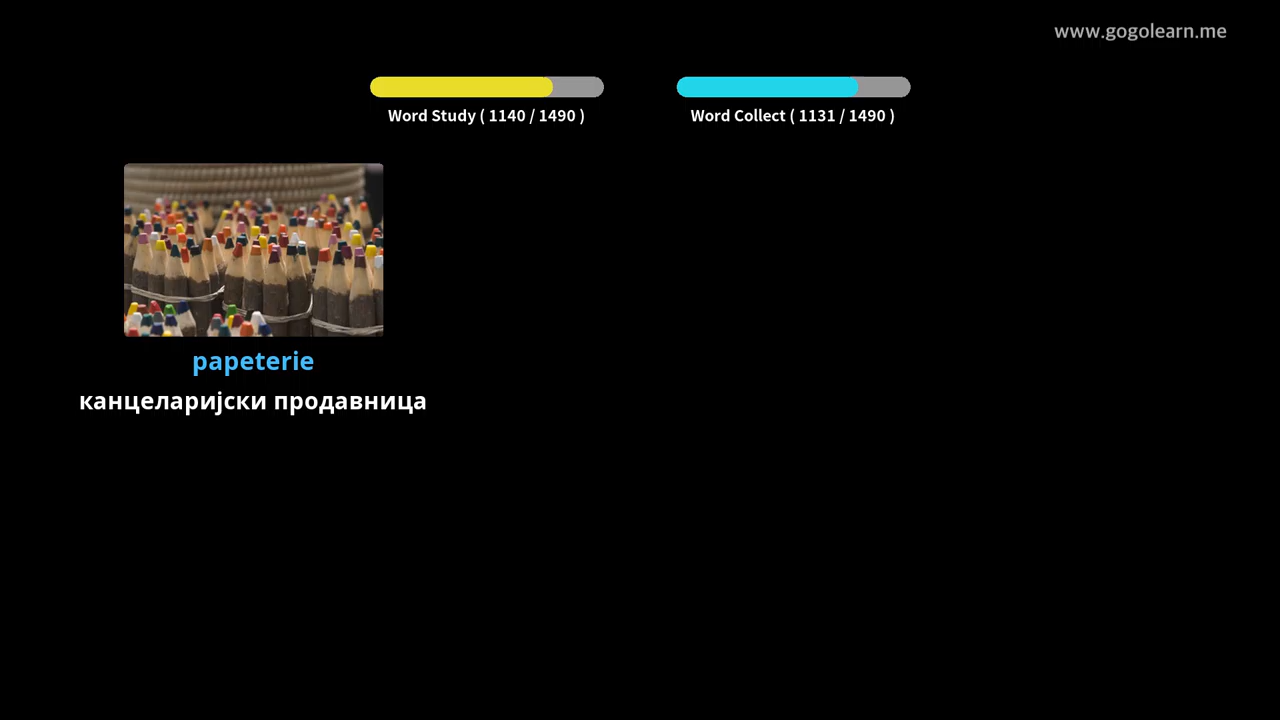 www.gogolearn.me
Word Study ( 1140 / 1490 )
Word Collect ( 1131 / 1490 )
papeterie
канцеларијски продавница